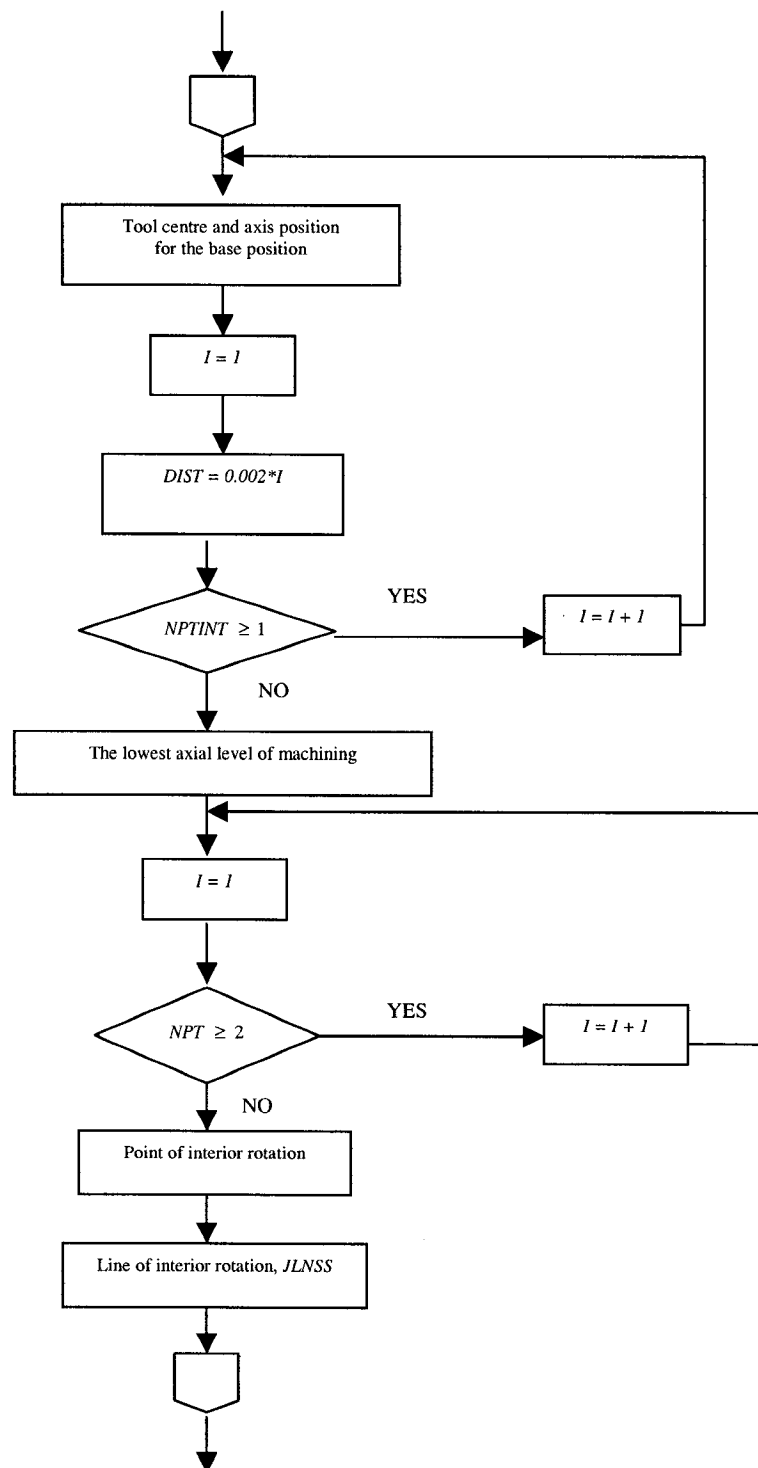 Tool centre and axis position
for the base position
I = 1
DIST = 0.002*I
NPTINT ≥ 1
YES
I = I + 1
NO
The lowest axial level of machining
I = 1
NPT ≥ 2
YES
I = I + 1
NO
Point of interior rotation
Line of interior rotation, JLNSS